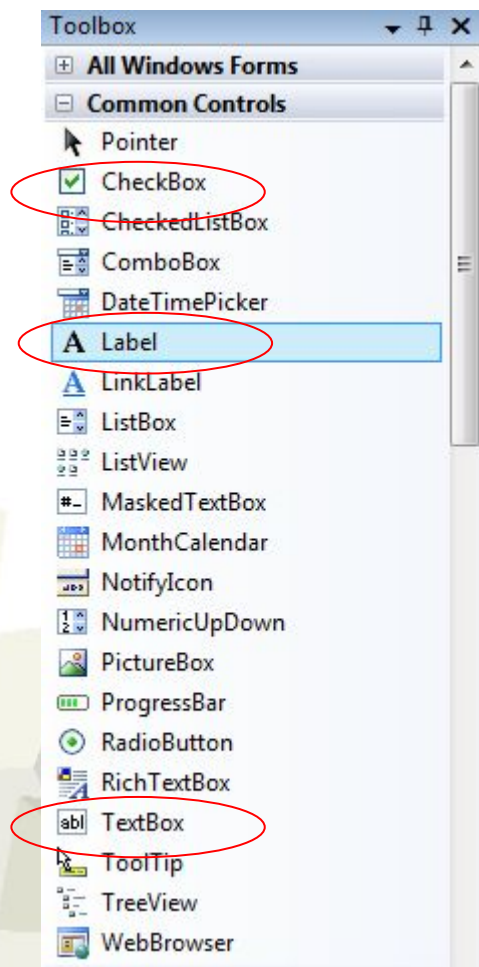 Toolbox
All Windows Forms
Common Controls
Pointer
CheckBox
CheckedListBox
ComboBox
DateTimePicker
A Label
A LinkLabel
ListBox
ListView
#_ MaskedTextBox
MonthCalendar
NotifyIcon
NumericUpDown
PictureBox
ProgressBar
RadioButton
RichTextBox
abl TextBox
ToolTip
TreeView
WebBrowser